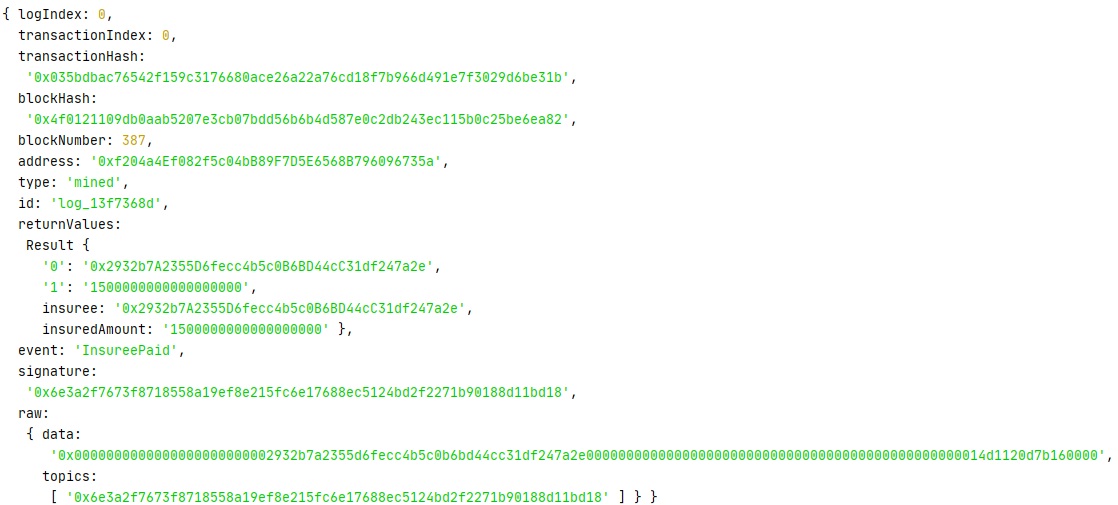 { logIndex: 0,
transactionIndex: 0,
transactionHash:
'0x035bdbac76542f159c3176680ace26a22a76cd18f7b966d491e7f3029d6be31b',
blockHash:
'0x4f0121109db0aab5207e3cb07bdd56b6b4d587e0c2db243ec115b0c25be6ea82',
blockNumber: 387,
address: '0xf204a4Ef082f5c04bB89F7D5E6568B796096735a',
type: 'mined',
id: 'log_13f7368d',
returnValues:
Result {
'0': '0x2932b7A2355D6fecc4b5c0B6BD44cC31df247a2e',
'1': '1500000000000000000',
insuree: '0x2932b7A2355D6fecc4b5c0B6BD44cC31df247a2e',
insuredAmount: '1500000000000000000' },
event: 'InsureePaid',
signature:
'0x6e3a2f7673f8718558a19ef8e215fc6e17688ec5124bd2f2271b90188d11bd18',
raw:
{ data:
'0x0000000000000000000000002932b7a2355d6fecc4b5c0b6bd44cc31df247a2e00000000000000000000000000000000000000000000000014d1120d7b160000',
topics:
[ '0x6e3a2f7673f8718558a19ef8e215fc6e17688ec5124bd2f2271b90188d11bd18' ] } }